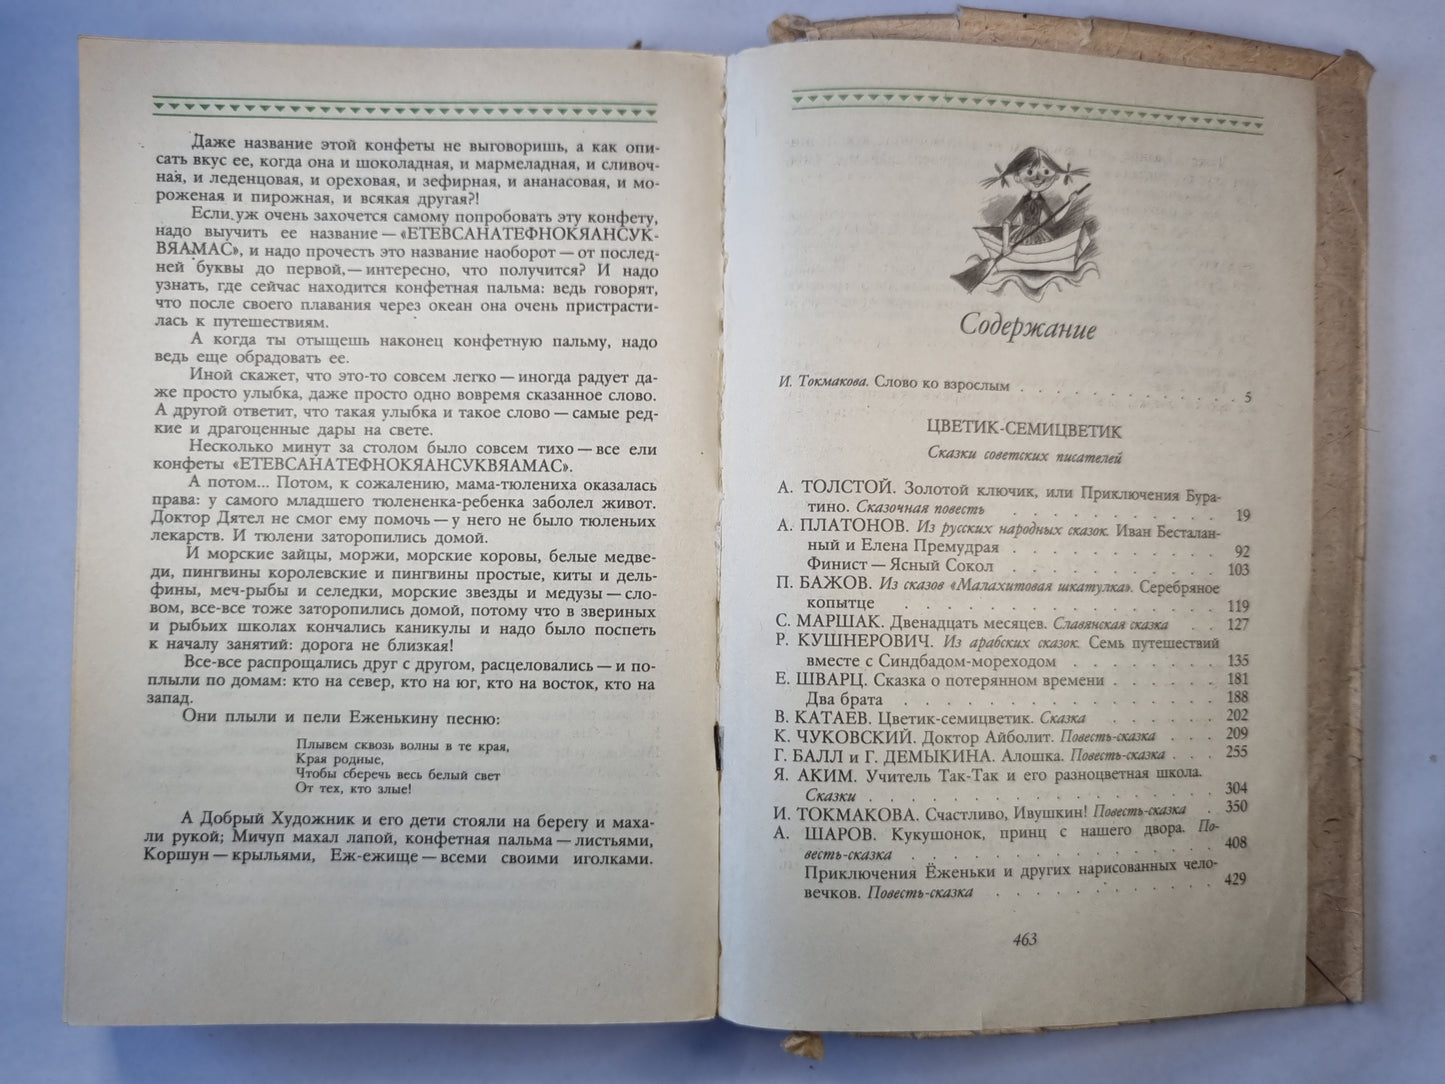 Даже название этой конфеты не выговоришь, а как опи-
сать вкус ее, когда она и шоколадная, и мармеладная, и сливоч-
ная, и леденцовая, и ореховая, и зефирная, и ананасовая, и мо-
роженая и пирожная, и всякая другая?!
Если уж очень захочется самому попробовать эту конфету,
надо выучить ее название — «ЕТЕВСАНАТЕФНОКЯАНСУК-
ВЯАМАС», и надо прочесть это название наоборот — от послед-
ней буквы до первой, — интересно, что получится? И надо
узнать, где сейчас находится конфетная пальма: ведь говорят,
что после своего плавания через океан она очень пристрасти-
лась к путешествиям.
А когда ты отыщешь наконец конфетную пальму, надо
ведь еще обрадовать ее.
Иной скажет, что это-то совсем легко — иногда радует да-
же просто улыбка, даже просто одно вовремя сказанное слово.
А другой ответит, что такая улыбка и такое слово — самые ред-
кие и драгоценные дары на свете.
Несколько минут за столом было совсем тихо — все ели
конфеты «ЕТЕВСАНАТЕФНОКЯАНСУКВЯАМАС».
А потом... Потом, к сожалению, мама-тюлениха оказалась
права: у самого младшего тюлененка-ребенка заболел живот.
Доктор Дятел не смог ему помочь — у него не было тюленьих
лекарств. И тюлени заторопились домой.
И морские зайцы, моржи, морские коровы, белые медве-
ди, пингвины королевские и пингвины простые, киты и дель-
фины, меч-рыбы и селедки, морские звезды и медузы — сло-
вом, все-все тоже заторопились домой, потому что в звериных
и рыбьих школах кончались каникулы и надо было поспеть
к началу занятий: дорога не близкая!
Все-все распрощались друг с другом, расцеловались — и по-
плыли по домам: кто на север, кто на юг, кто на восток, кто на
запад.
Они плыли и пели Еженькину песню:
Плывем сквозь волны в те края,
Края родные,
Чтобы сберечь весь белый свет
От тех, кто злые!
А Добрый Художник и его дети стояли на берегу и маха-
ли рукой; Мичуп махал лапой, конфетная пальма — листьями,
Коршун — крыльями, Еж-ежище — всеми своими иголками.
Содержание
И. Токмакова. Слово ко взрослым . . . . . . . . . . . . 5
ЦВЕТИК-СЕМИЦВЕТИК
Сказки советских писателей
А. ТОЛСТОЙ. Золотой ключик, или Приключения Бура-
тино. Сказочная повесть . . . . . . . . . . 19
А. ПЛАТОНОВ. Из русских народных сказок. Иван Бесталан-
ный и Елена Премудрая . . . . . . . . . . 92
Финист — Ясный Сокол . . . . . . . . . . 103
П. БАЖОВ. Из сказов «Малахитовая шкатулка». Серебряное
копытце . . . . . . . . . . . . . . 119
С. МАРШАК. Двенадцать месяцев. Славянская сказка . . 127
Р. КУШНЕРОВИЧ. Из арабских сказок. Семь путешествий
вместе с Синдбадом-мореходом . . . . . . . . 135
Е. ШВАРЦ. Сказка о потерянном времени . . . . . . 181
Два брата . . . . . . . . . . . . . . 188
В. КАТАЕВ. Цветик-семицветик. Сказка . . . . . . 202
К. ЧУКОВСКИЙ. Доктор Айболит. Повесть-сказка . . . 209
Г. БАЛЛ и Г. ДЕМЫКИНА. Алошка. Повесть-сказка . . . 255
Я. АКИМ. Учитель Так-Так и его разноцветная школа.
Сказки . . . . . . . . . . . . . . . 304
И. ТОКМАКОВА. Счастливо, Ивушкин! Повесть-сказка . 350
А. ШАРОВ. Кукушонок, принц с нашего двора. По-
весть-сказка . . . . . . . . . . . . . 408
Приключения Ёженьки и других нарисованных чело-
вечков. Повесть-сказка . . . . . . . . . . 429
463